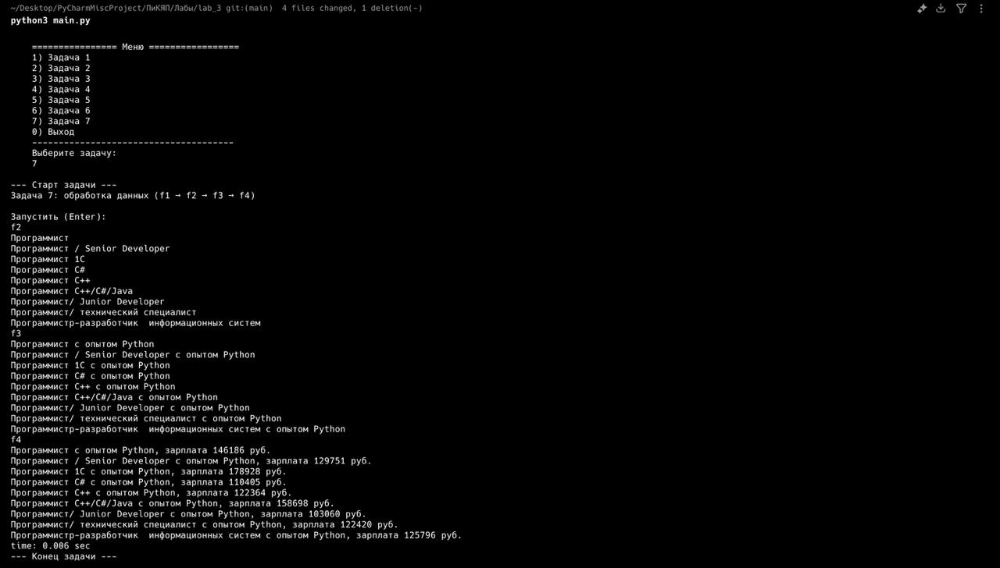 ~/Desktop/PyCharmMiscProject/ПиКЯП/Лабы/lab_3 git:(main) 4 files changed, 1 deletion(-)
python3 main.py
================ Меню =================
1) Задача 1
2) Задача 2
3) Задача 3
4) Задача 4
5) Задача 5
6) Задача 6
7) Задача 7
0) Выход
--------------------------------------
Выберите задачу:
7
--- Старт задачи ---
Задача 7: обработка данных (f1 → f2 → f3 → f4)
Запустить (Enter):
f2
Программист
Программист / Senior Developer
Программист 1C
Программист C#
Программист C++
Программист C++/C#/Java
Программист/ Junior Developer
Программист/ технический специалист
Программистр-разработчик  информационных систем
f3
Программист с опытом Python
Программист / Senior Developer с опытом Python
Программист 1C с опытом Python
Программист C# с опытом Python
Программист C++ с опытом Python
Программист C++/C#/Java с опытом Python
Программист/ Junior Developer с опытом Python
Программист/ технический специалист с опытом Python
Программистр-разработчик  информационных систем с опытом Python
f4
Программист с опытом Python, зарплата 146186 руб.
Программист / Senior Developer с опытом Python, зарплата 129751 руб.
Программист 1C с опытом Python, зарплата 178928 руб.
Программист C# с опытом Python, зарплата 110405 руб.
Программист C++ с опытом Python, зарплата 122364 руб.
Программист C++/C#/Java с опытом Python, зарплата 158698 руб.
Программист/ Junior Developer с опытом Python, зарплата 103060 руб.
Программист/ технический специалист с опытом Python, зарплата 122420 руб.
Программистр-разработчик  информационных систем с опытом Python, зарплата 125796 руб.
time: 0.006 sec
--- Конец задачи ---